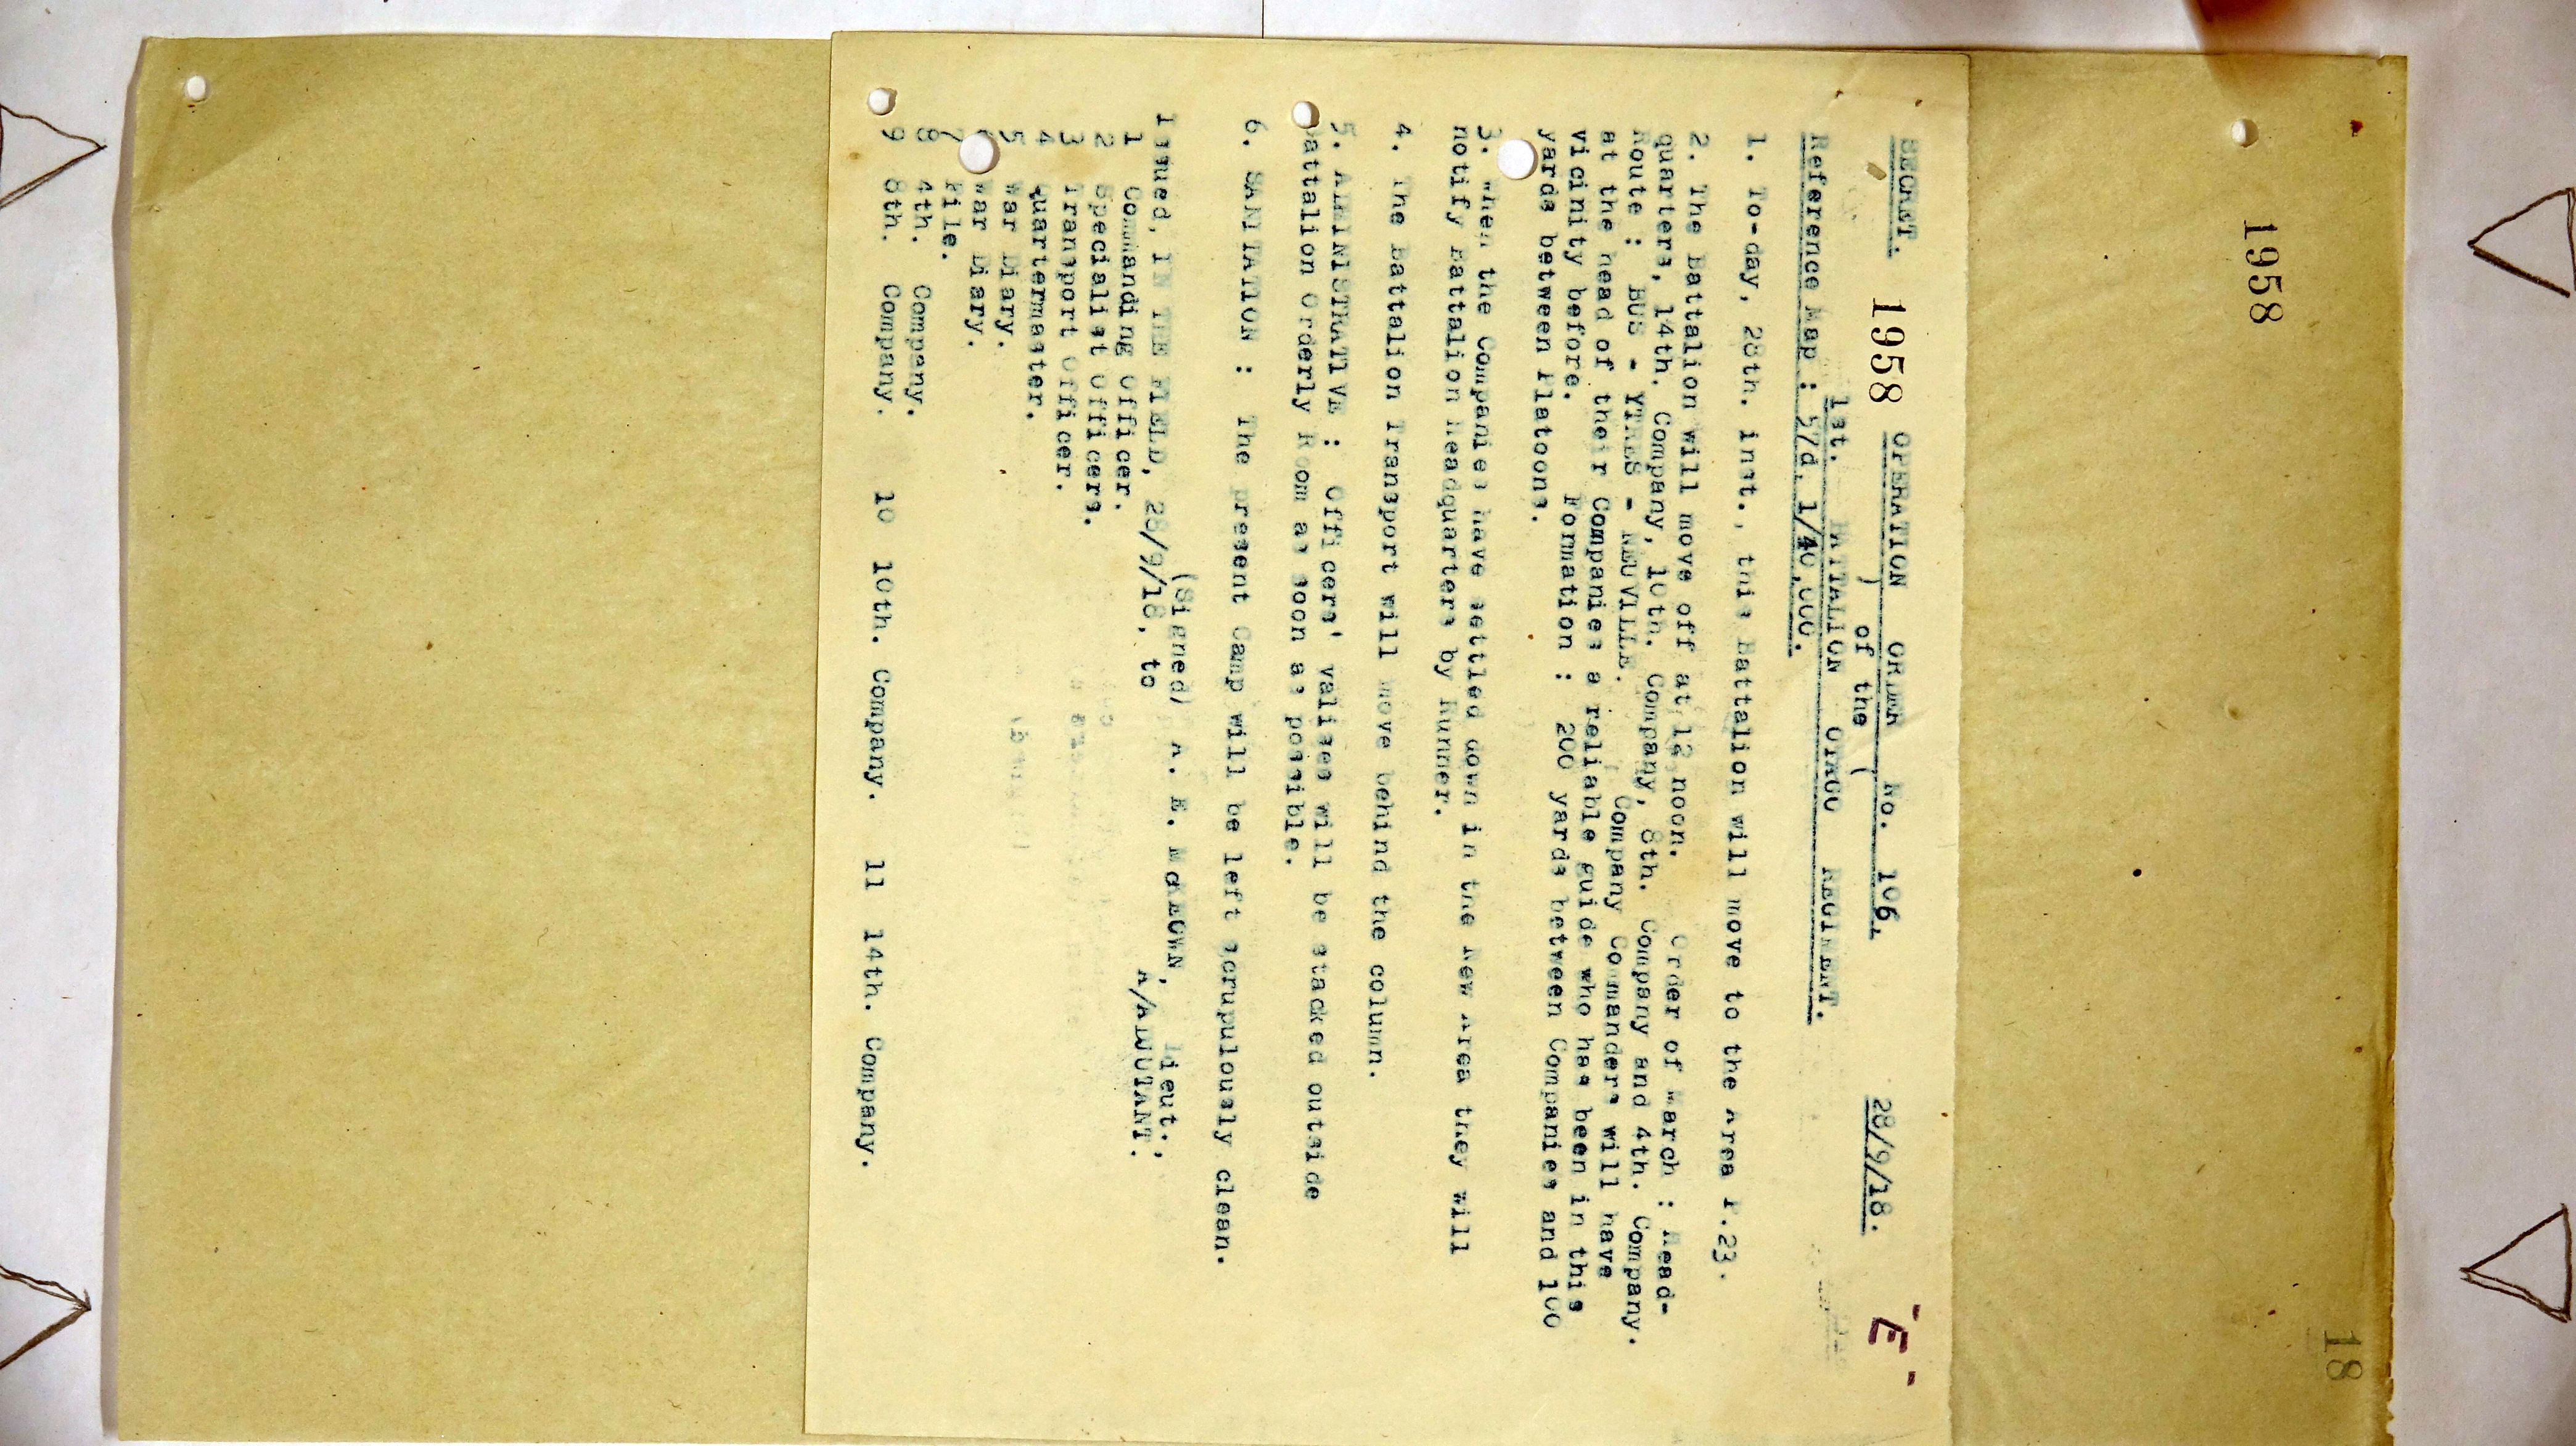 1958
18
SECRET. 1958 OPERATION ORDER No. 106. 28/9/18. "E"
) of the (
1st. BATTALION OTAGO REGIMENT.
Reference Map : 57d, 1/40,000.
1. To-day, 28th. inst., this Battalion will move to the Area P.23.
2. The Battalion will move off at 12 noon. Order of March : Head-
quarters, 14th. Company, 10th. Company, 8th. Company and 4th. Company.
Route : BUS - YTRES - NEUVILLE. Company Commanders will have
at the head of their Companies a reliable guide who has been in this
vicinity before. Formation : 200 yards between Companies and 100
yards between Platoons.
3. When the Companies have settled down in the New Area they will
notify Battalion Headquarters by Runner.
4. The Battalion Transport will move behind the column.
5. ADMINISTRATIVE : Officers' valises will be stacked outside
Battalion Orderly Room as soon as possible.
6. SANITATION : The present Camp will be left scrupulously clean.
(Signed) A. E. McKEOWN, Lieut.,
A/ADJUTANT.
Issued, IN THE FIELD, 28/9/18, to
1 Commanding Officer.
2 Specialist Officers.
3 Transport Officer.
4 Quartermaster.
5 War Diary.
6 War Diary.
7 File.
8 4th. Company.
9 8th. Company. 10 10th. Company. 11 14th. Company.